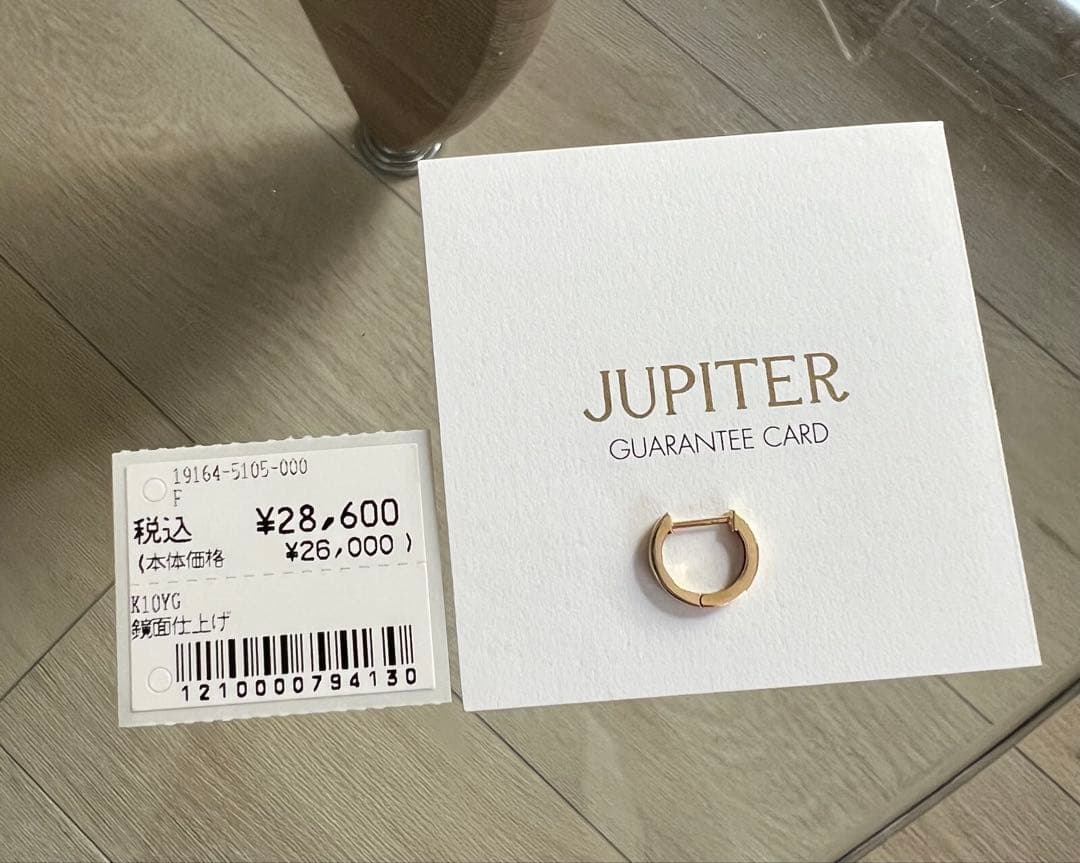 19164-5105-000
F
税込 ¥28,600
(本体価格 ¥26,000 )
K10YG
鏡面仕上げ
1210000794130
JUPITER
GUARANTEE CARD